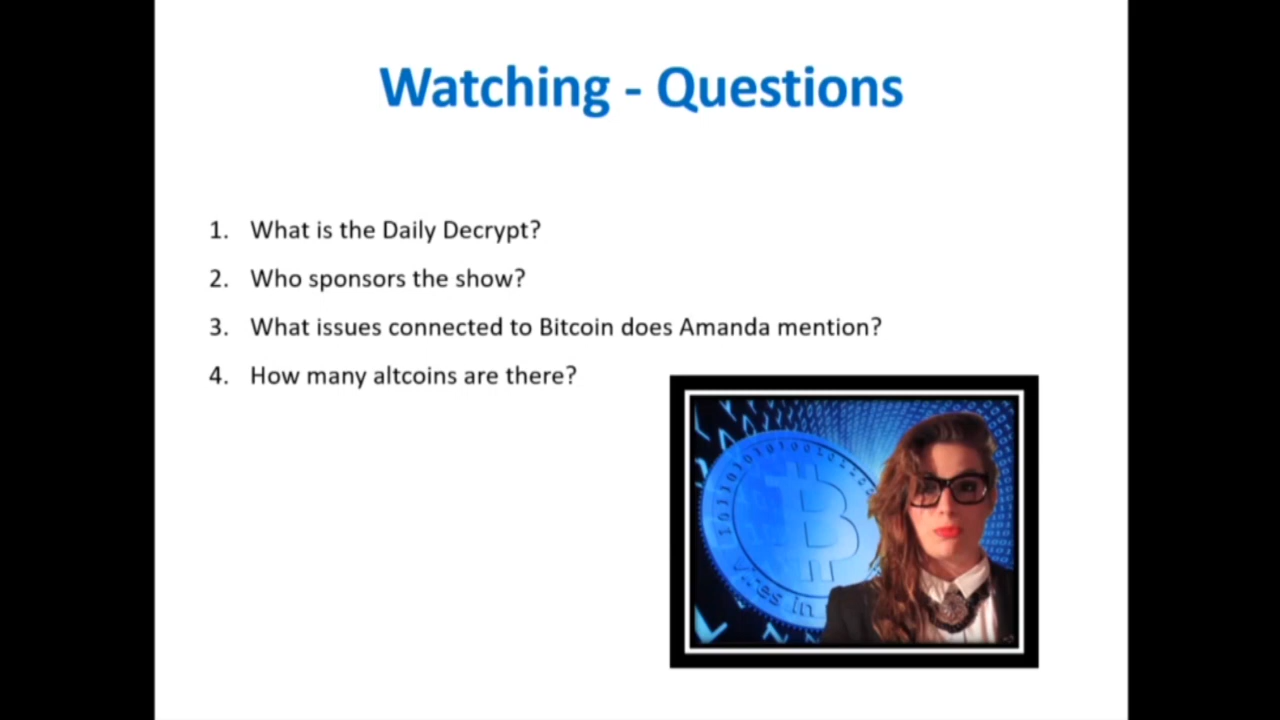 Watching - Questions
1. What is the Daily Decrypt?
2. Who sponsors the show?
3. What issues connected to Bitcoin does Amanda mention?
4. How many altcoins are there?